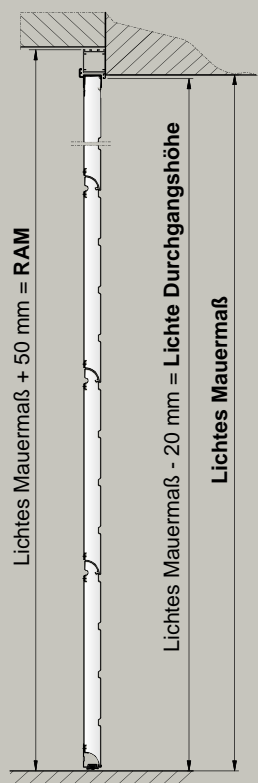 Lichtes Mauermaß + 50 mm = RAM
Lichtes Mauermaß - 20 mm = Lichte Durchgangshöhe
Lichtes Mauermaß